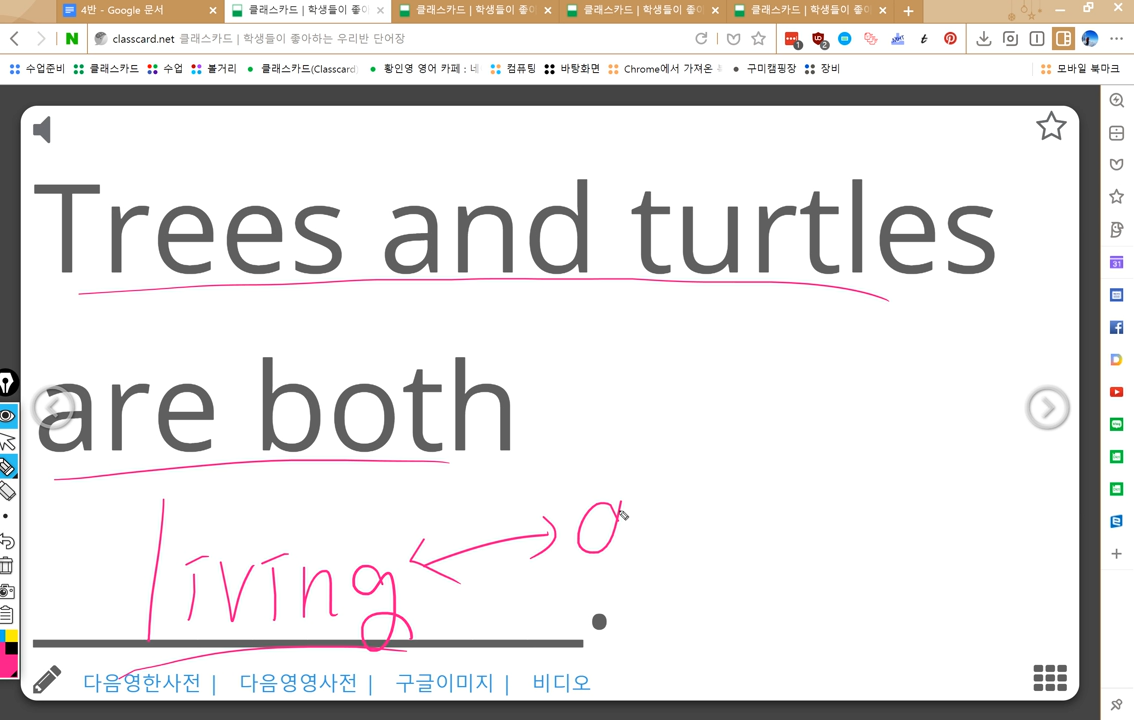 4반 - Google 문서
클래스카드 | 학생들이 좋아
클래스카드 | 학생들이 좋아하
클래스카드 | 학생들이 좋아하
클래스카드 | 학생들이 좋아하
classcard.net 클래스카드 | 학생들이 좋아하는 우리반 단어장
수업준비 클래스카드 수업 볼거리 클래스카드(Classcard) 황인영 영어 카페 ; 네 컴퓨팅 바탕화면 Chrome에서 가져온 구미캠핑장 장비 모바일 북마크
Trees and turtles
are both
living
.
다음영한사전 | 다음영영사전 | 구글이미지 | 비디오